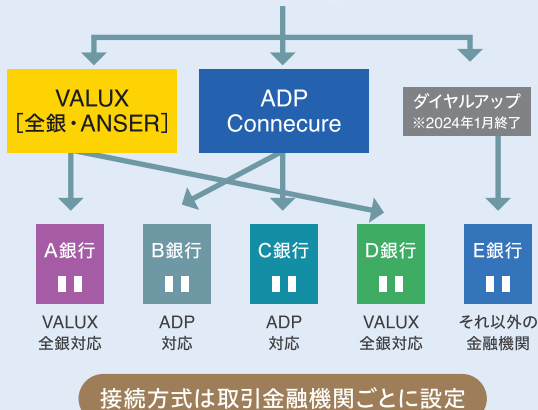 VALUX
［全銀・ANSER］
ADP
Connecure
ダイヤルアップ
※2024年1月終了
A銀行
B銀行
C銀行
D銀行
E銀行
VALUX
全銀対応
ADP
対応
ADP
対応
VALUX
全銀対応
それ以外の
金融機関
接続方式は取引金融機関ごとに設定